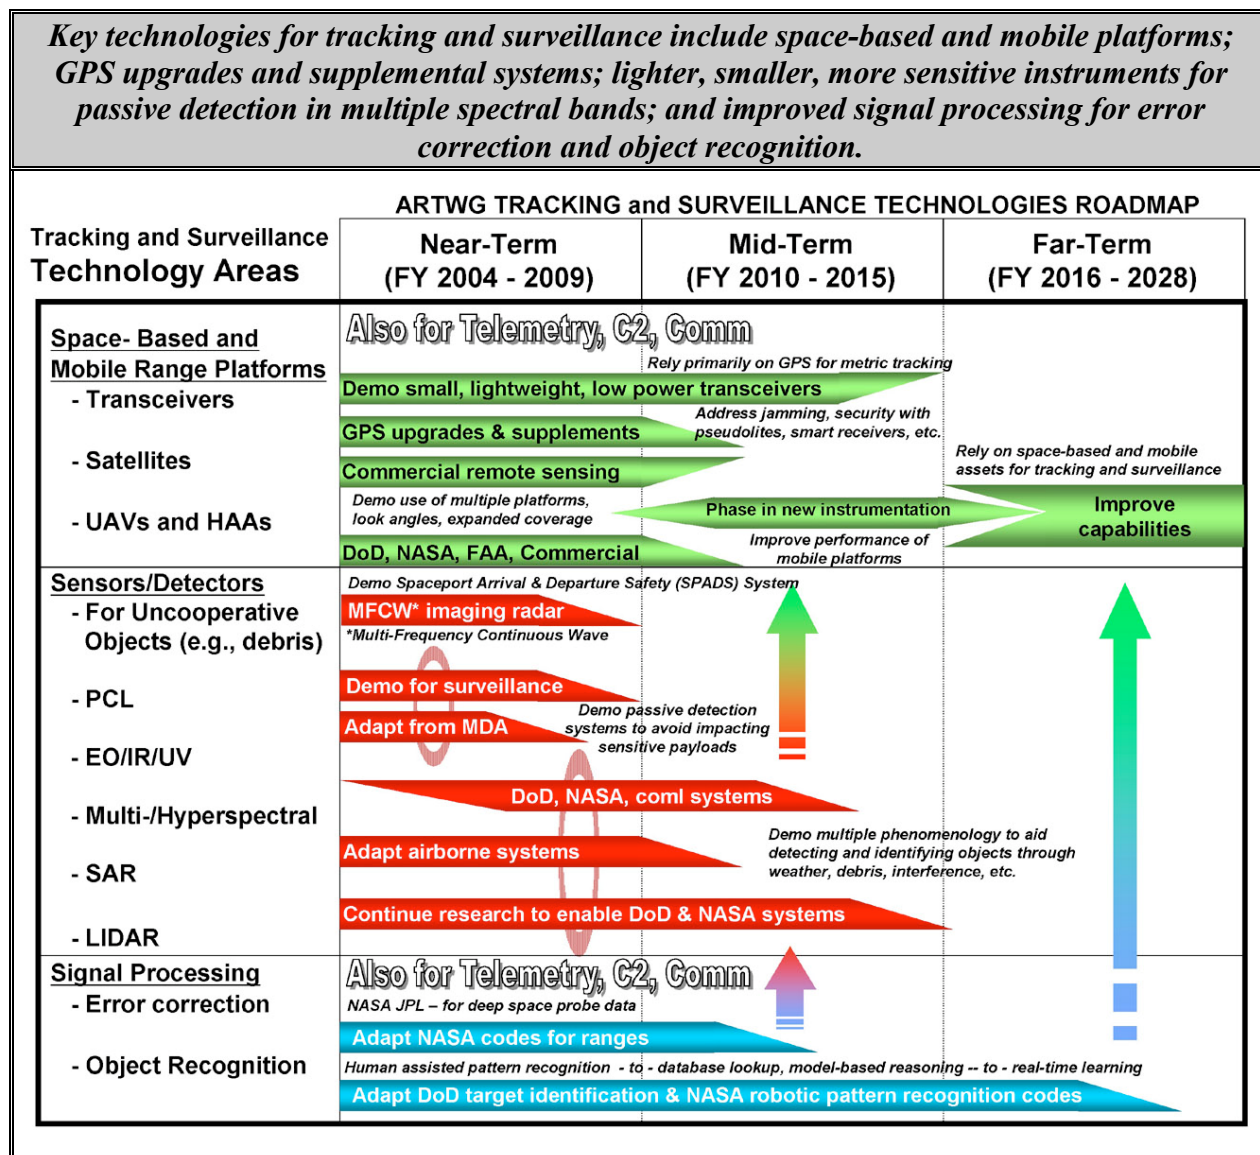 Key technologies for tracking and surveillance include space-based and mobile platforms;
GPS upgrades and supplemental systems; lighter, smaller, more sensitive instruments for
passive detection in multiple spectral bands; and improved signal processing for error
correction and object recognition.
ARTWG TRACKING and SURVEILLANCE TECHNOLOGIES ROADMAP
Tracking and Surveillance
Technology Areas
Near-Term
(FY 2004 - 2009)
Mid-Term
(FY 2010 - 2015)
Far-Term
(FY 2016 - 2028)
Space- Based and
Mobile Range Platforms
- Transceivers
- Satellites
- UAVs and HAAs
Also for Telemetry, C2, Comm
Rely primarily on GPS for metric tracking
Demo small, lightweight, low power transceivers
Address jamming, security with
pseudolites, smart receivers, etc.
GPS upgrades & supplements
Commercial remote sensing
Rely on space-based and mobile
assets for tracking and surveillance
Demo use of multiple platforms,
look angles, expanded coverage
Phase in new instrumentation
Improve
capabilities
Improve performance of
mobile platforms
DoD, NASA, FAA, Commercial
Sensors/Detectors
- For Uncooperative
Objects (e.g., debris)
- PCL
- EO/IR/UV
- Multi-/Hyperspectral
- SAR
- LIDAR
Demo Spaceport Arrival & Departure Safety (SPADS) System
MFCW* imaging radar
*Multi-Frequency Continuous Wave
Demo for surveillance
Adapt from MDA
Demo passive detection
systems to avoid impacting
sensitive payloads
DoD, NASA, coml systems
Adapt airborne systems
Demo multiple phenomenology to aid
detecting and identifying objects through
weather, debris, interference, etc.
Continue research to enable DoD & NASA systems
Signal Processing
- Error correction
- Object Recognition
Also for Telemetry, C2, Comm
NASA JPL – for deep space probe data
Adapt NASA codes for ranges
Human assisted pattern recognition - to - database lookup, model-based reasoning -- to - real-time learning
Adapt DoD target identification & NASA robotic pattern recognition codes